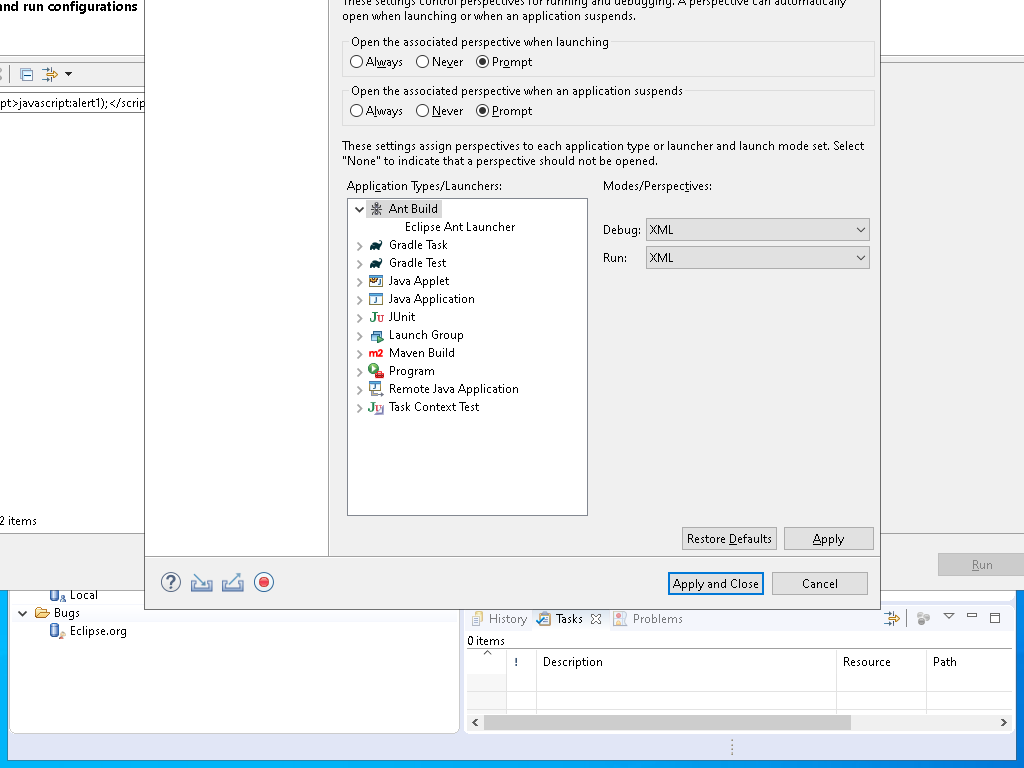 and run configurations
These settings control perspectives for running and debugging. A perspective can automatically
open when launching or when an application suspends.
Open the associated perspective when launching
Always Never Prompt
Open the associated perspective when an application suspends
Always Never Prompt
pt>javascript:alert1);</scrip
These settings assign perspectives to each application type or launcher and launch mode set. Select
"None" to indicate that a perspective should not be opened.
Application Types/Launchers:
Modes/Perspectives:
Ant Build
Eclipse Ant Launcher
Gradle Task
Gradle Test
Java Applet
Java Application
JUnit
Launch Group
Maven Build
Program
Remote Java Application
Task Context Test
Debug: XML
Run: XML
2 items
Restore Defaults
Apply
Run
Apply and Close
Cancel
Local
Bugs
Eclipse.org
History Tasks Problems
0 items
! Description Resource Path